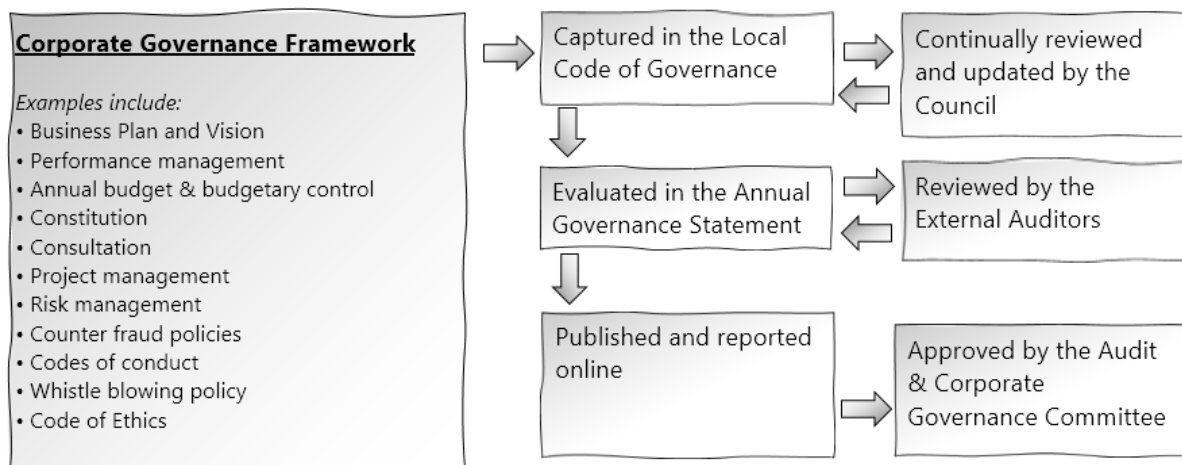 Corporate Governance Framework
Examples include:
• Business Plan and Vision
• Performance management
• Annual budget & budgetary control
• Constitution
• Consultation
• Project management
• Risk management
• Counter fraud policies
• Codes of conduct
• Whistle blowing policy
• Code of Ethics
Captured in the Local
Code of Governance
Continually reviewed
and updated by the
Council
Evaluated in the Annual
Governance Statement
Reviewed by the
External Auditors
Published and reported
online
Approved by the Audit
& Corporate
Governance Committee